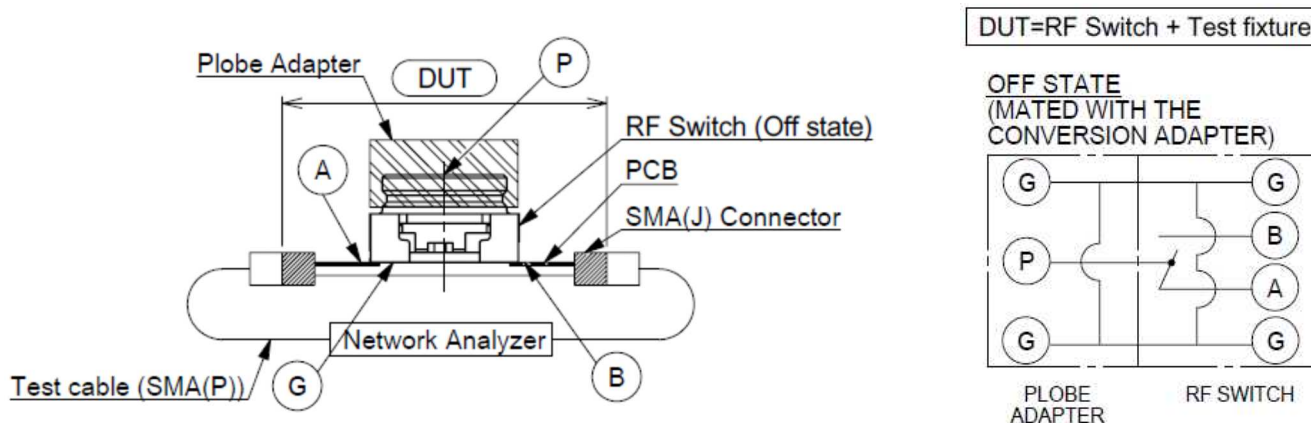 Plobe Adapter
DUT
P
A
RF Switch (Off state)
PCB
SMA(J) Connector
Network Analyzer
Test cable (SMA(P))
G
B
DUT=RF Switch + Test fixture
OFF STATE
(MATED WITH THE
CONVERSION ADAPTER)
G
G
B
P
A
G
G
PLOBE
ADAPTER
RF SWITCH